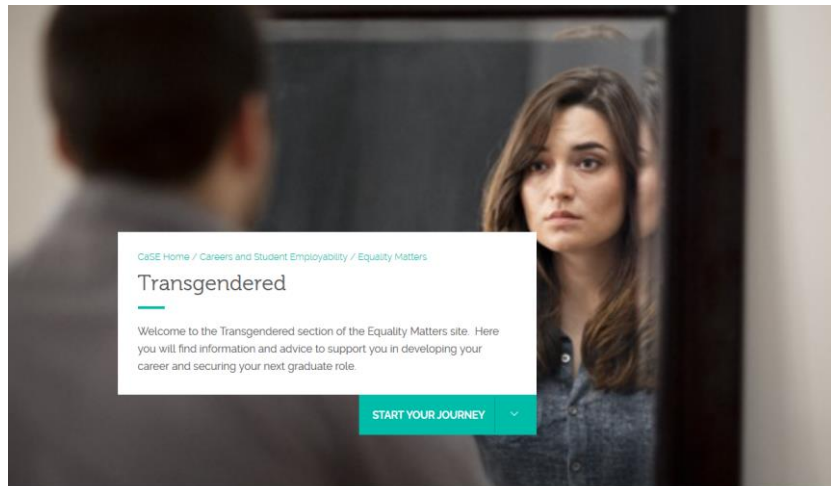 CaSE Home / Careers and Student Employability / Equality Matters
Transgendered
Welcome to the Transgendered section of the Equality Matters site. Here
you will find information and advice to support you in developing your
career and securing your next graduate role.
START YOUR JOURNEY